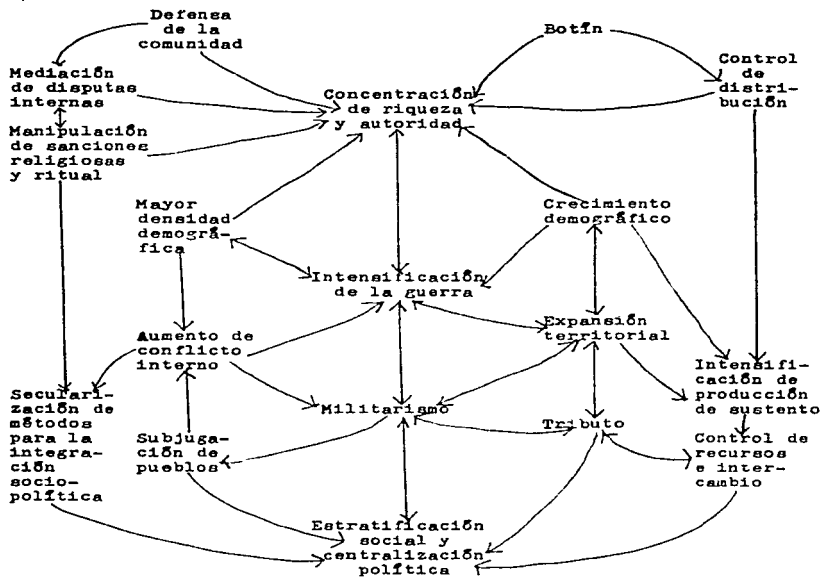 Defensa
de la
comunidad
Botín
Control
de
distri-
bución
Mediación
de disputas
internas
Concentración
de riqueza
y autoridad
Manipulación
de sanciones
religiosas
y ritual
Mayor
densidad
demográ-
fica
Crecimiento
demográfico
Intensificación
de la guerra
Expansión
territorial
Aumento de
conflicto
interno
Intensifi-
cación de
producción
de sustento
Seculari-
zación de
métodos
para la
integra-
ción
socio-
política
Militarismo
Tributo
Subjuga-
ción de
pueblos
Control de
recursos
e inter-
cambio
Estratificación
social y
centralización
política